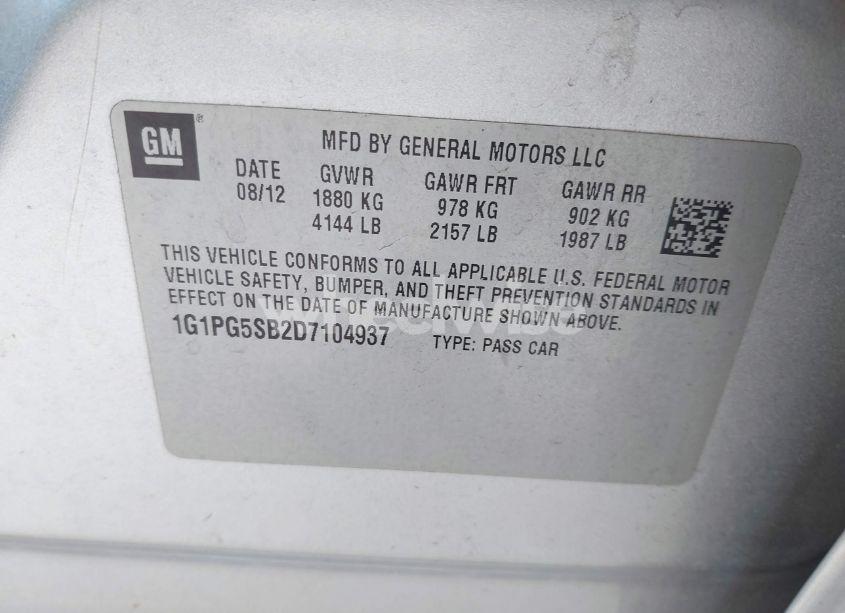 GM ®
MFD BY GENERAL MOTORS LLC
DATE GVWR GAWR FRT GAWR RR
08/12 1880 KG 978 KG 902 KG
4144 LB 2157 LB 1987 LB
THIS VEHICLE CONFORMS TO ALL APPLICABLE U.S. FEDERAL MOTOR
VEHICLE SAFETY, BUMPER, AND THEFT PREVENTION STANDARDS IN
EFFECT ON THE DATE OF MANUFACTURE SHOWN ABOVE.
1G1PG5SB2D7104937 TYPE: PASS CAR